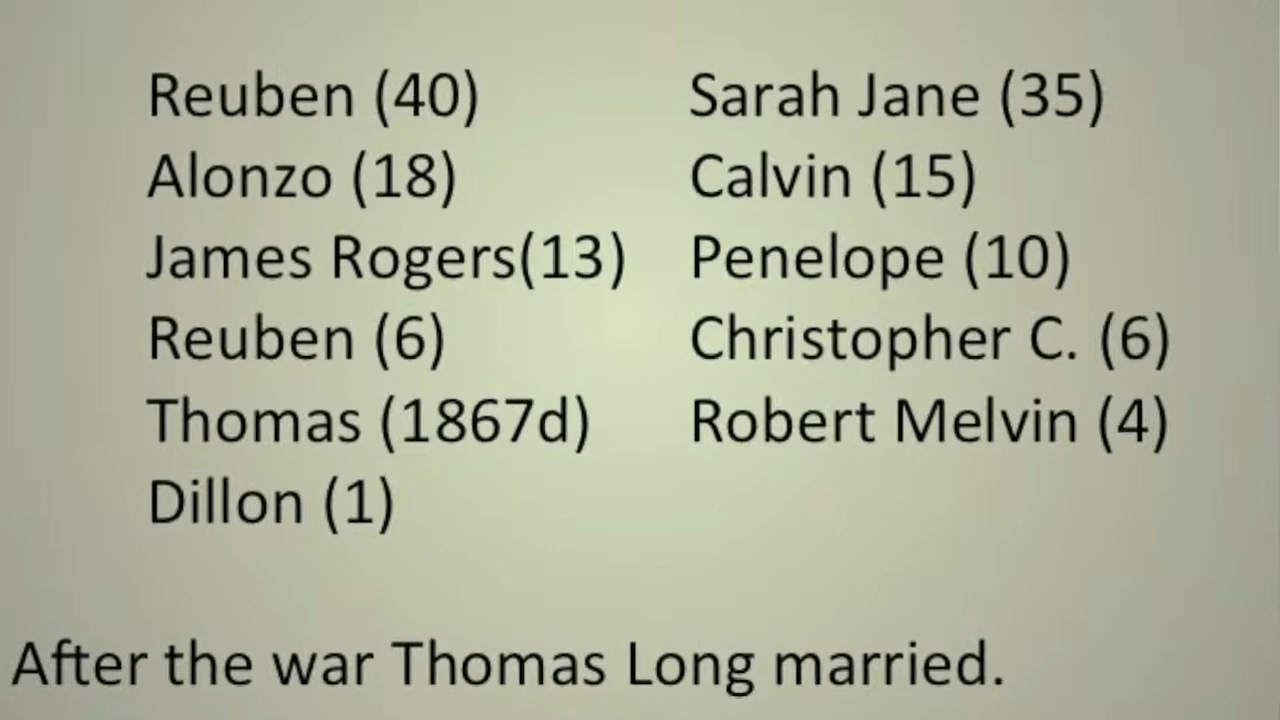 Reuben (40) Sarah Jane (35)
Alonzo (18) Calvin (15)
James Rogers(13) Penelope (10)
Reuben (6) Christopher C. (6)
Thomas (1867d) Robert Melvin (4)
Dillon (1)
After the war Thomas Long married.